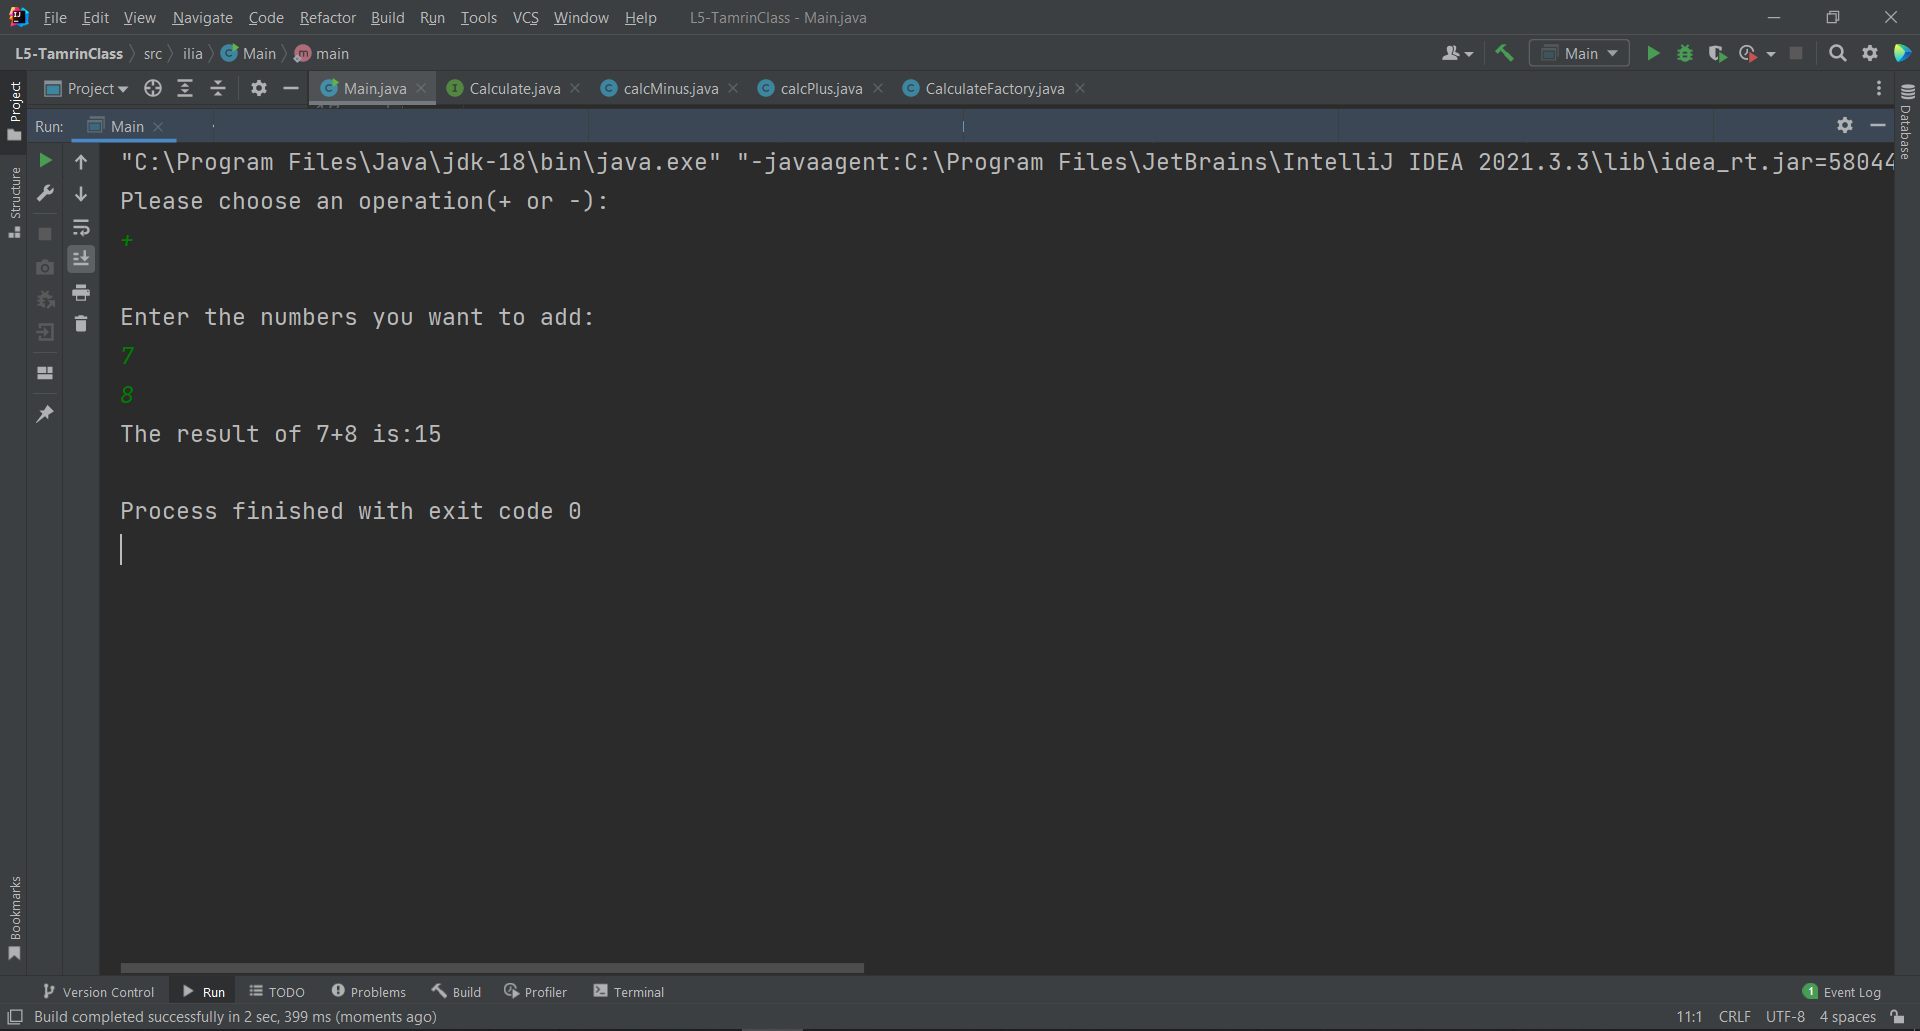 File Edit View Navigate Code Refactor Build Run Tools VCS Window Help L5-TamrinClass - Main.java
L5-TamrinClass src ilia Main main Main
Project Main.java Calculate.java calcMinus.java calcPlus.java CalculateFactory.java
Run: Main
Project
Structure
Bookmarks
Database
"C:\Program Files\Java\jdk-18\bin\java.exe" "-javaagent:C:\Program Files\JetBrains\IntelliJ IDEA 2021.3.3\lib\idea_rt.jar=58044
Please choose an operation(+ or -):
+
Enter the numbers you want to add:
7
8
The result of 7+8 is:15
Process finished with exit code 0
Version Control Run TODO Problems Build Profiler Terminal 1 Event Log
Build completed successfully in 2 sec, 399 ms (moments ago) 11:1 CRLF UTF-8 4 spaces